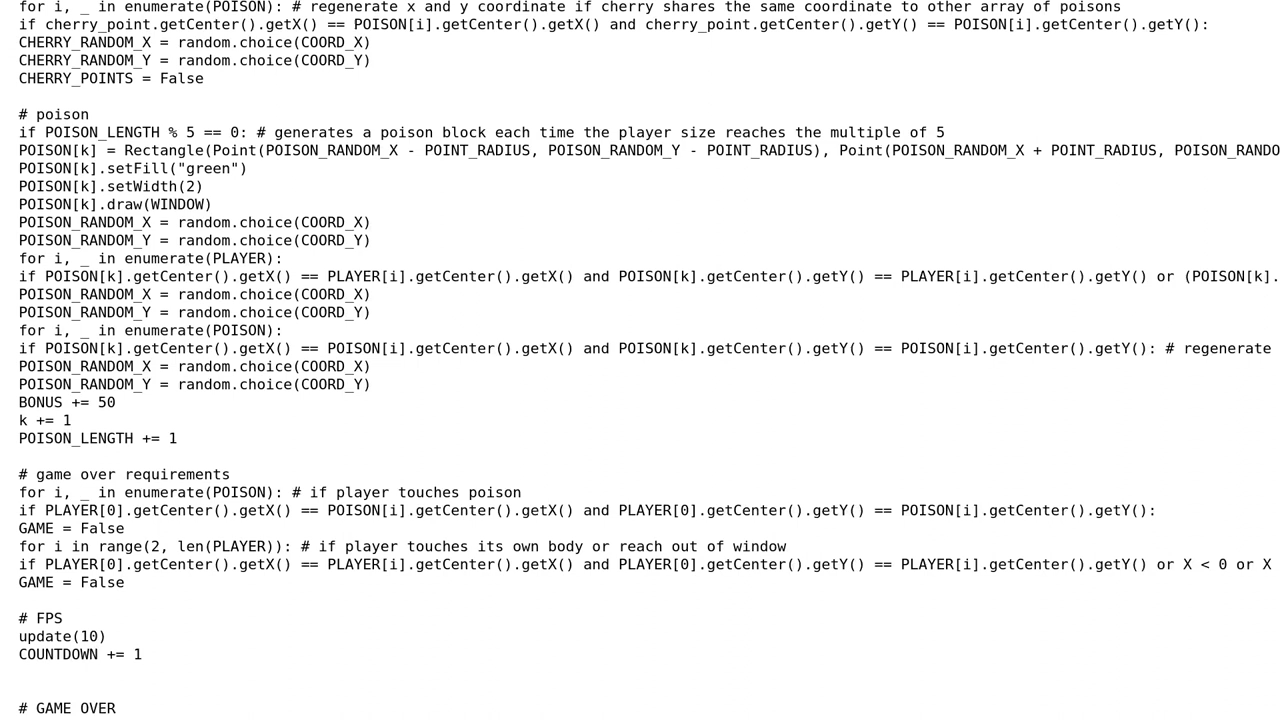 for i, _ in enumerate(POISON): # regenerate x and y coordinate if cherry shares the same coordinate to other array of poisons
if cherry_point.getCenter().getX() == POISON[i].getCenter().getX() and cherry_point.getCenter().getY() == POISON[i].getCenter().getY():
CHERRY_RANDOM_X = random.choice(COORD_X)
CHERRY_RANDOM_Y = random.choice(COORD_Y)
CHERRY_POINTS = False
# poison
if POISON_LENGTH % 5 == 0: # generates a poison block each time the player size reaches the multiple of 5
POISON[k] = Rectangle(Point(POISON_RANDOM_X - POINT_RADIUS, POISON_RANDOM_Y - POINT_RADIUS), Point(POISON_RANDOM_X + POINT_RADIUS, POISON_RANDO
POISON[k].setFill("green")
POISON[k].setWidth(2)
POISON[k].draw(WINDOW)
POISON_RANDOM_X = random.choice(COORD_X)
POISON_RANDOM_Y = random.choice(COORD_Y)
for i, _ in enumerate(PLAYER):
if POISON[k].getCenter().getX() == PLAYER[i].getCenter().getX() and POISON[k].getCenter().getY() == PLAYER[i].getCenter().getY() or (POISON[k].
POISON_RANDOM_X = random.choice(COORD_X)
POISON_RANDOM_Y = random.choice(COORD_Y)
for i, _ in enumerate(POISON):
if POISON[k].getCenter().getX() == POISON[i].getCenter().getX() and POISON[k].getCenter().getY() == POISON[i].getCenter().getY(): # regenerate
POISON_RANDOM_X = random.choice(COORD_X)
POISON_RANDOM_Y = random.choice(COORD_Y)
BONUS += 50
k += 1
POISON_LENGTH += 1
# game over requirements
for i, _ in enumerate(POISON): # if player touches poison
if PLAYER[0].getCenter().getX() == POISON[i].getCenter().getX() and PLAYER[0].getCenter().getY() == POISON[i].getCenter().getY():
GAME = False
for i in range(2, len(PLAYER)): # if player touches its own body or reach out of window
if PLAYER[0].getCenter().getX() == PLAYER[i].getCenter().getX() and PLAYER[0].getCenter().getY() == PLAYER[i].getCenter().getY() or X < 0 or X
GAME = False
# FPS
update(10)
COUNTDOWN += 1
# GAME OVER